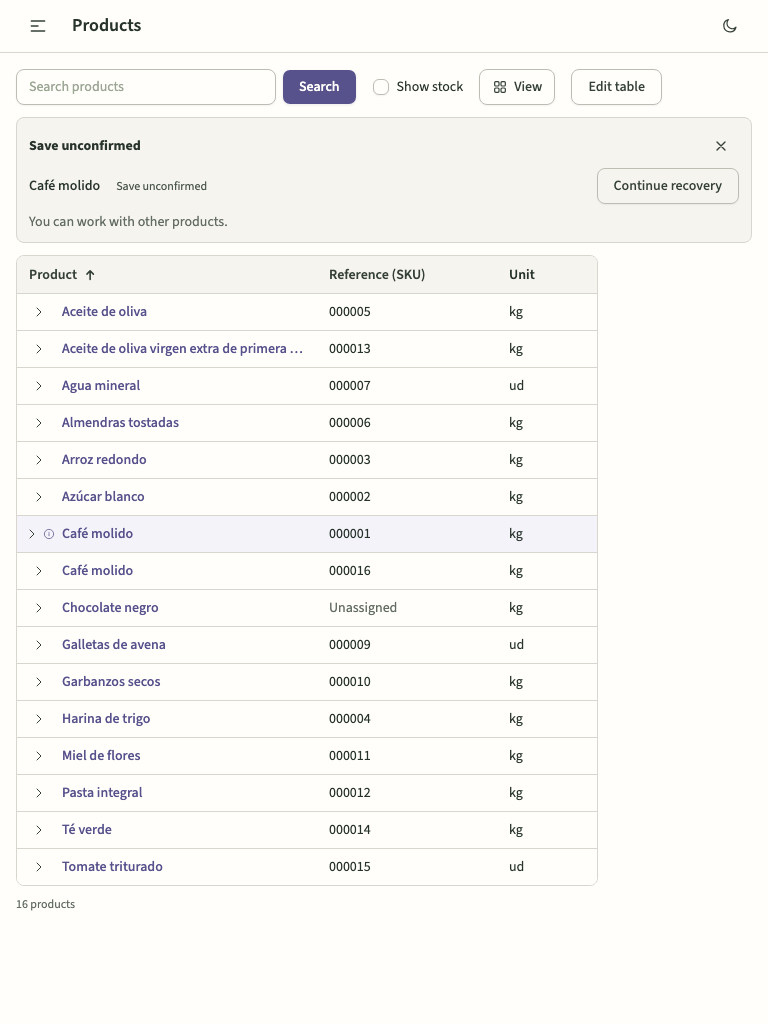 Products
Search products Search Show stock View Edit table
Save unconfirmed
Café molido Save unconfirmed Continue recovery
You can work with other products.
Product Reference (SKU) Unit
Aceite de oliva 000005 kg
Aceite de oliva virgen extra de primera … 000013 kg
Agua mineral 000007 ud
Almendras tostadas 000006 kg
Arroz redondo 000003 kg
Azúcar blanco 000002 kg
Café molido 000001 kg
Café molido 000016 kg
Chocolate negro Unassigned kg
Galletas de avena 000009 ud
Garbanzos secos 000010 kg
Harina de trigo 000004 kg
Miel de flores 000011 kg
Pasta integral 000012 kg
Té verde 000014 kg
Tomate triturado 000015 ud
16 products